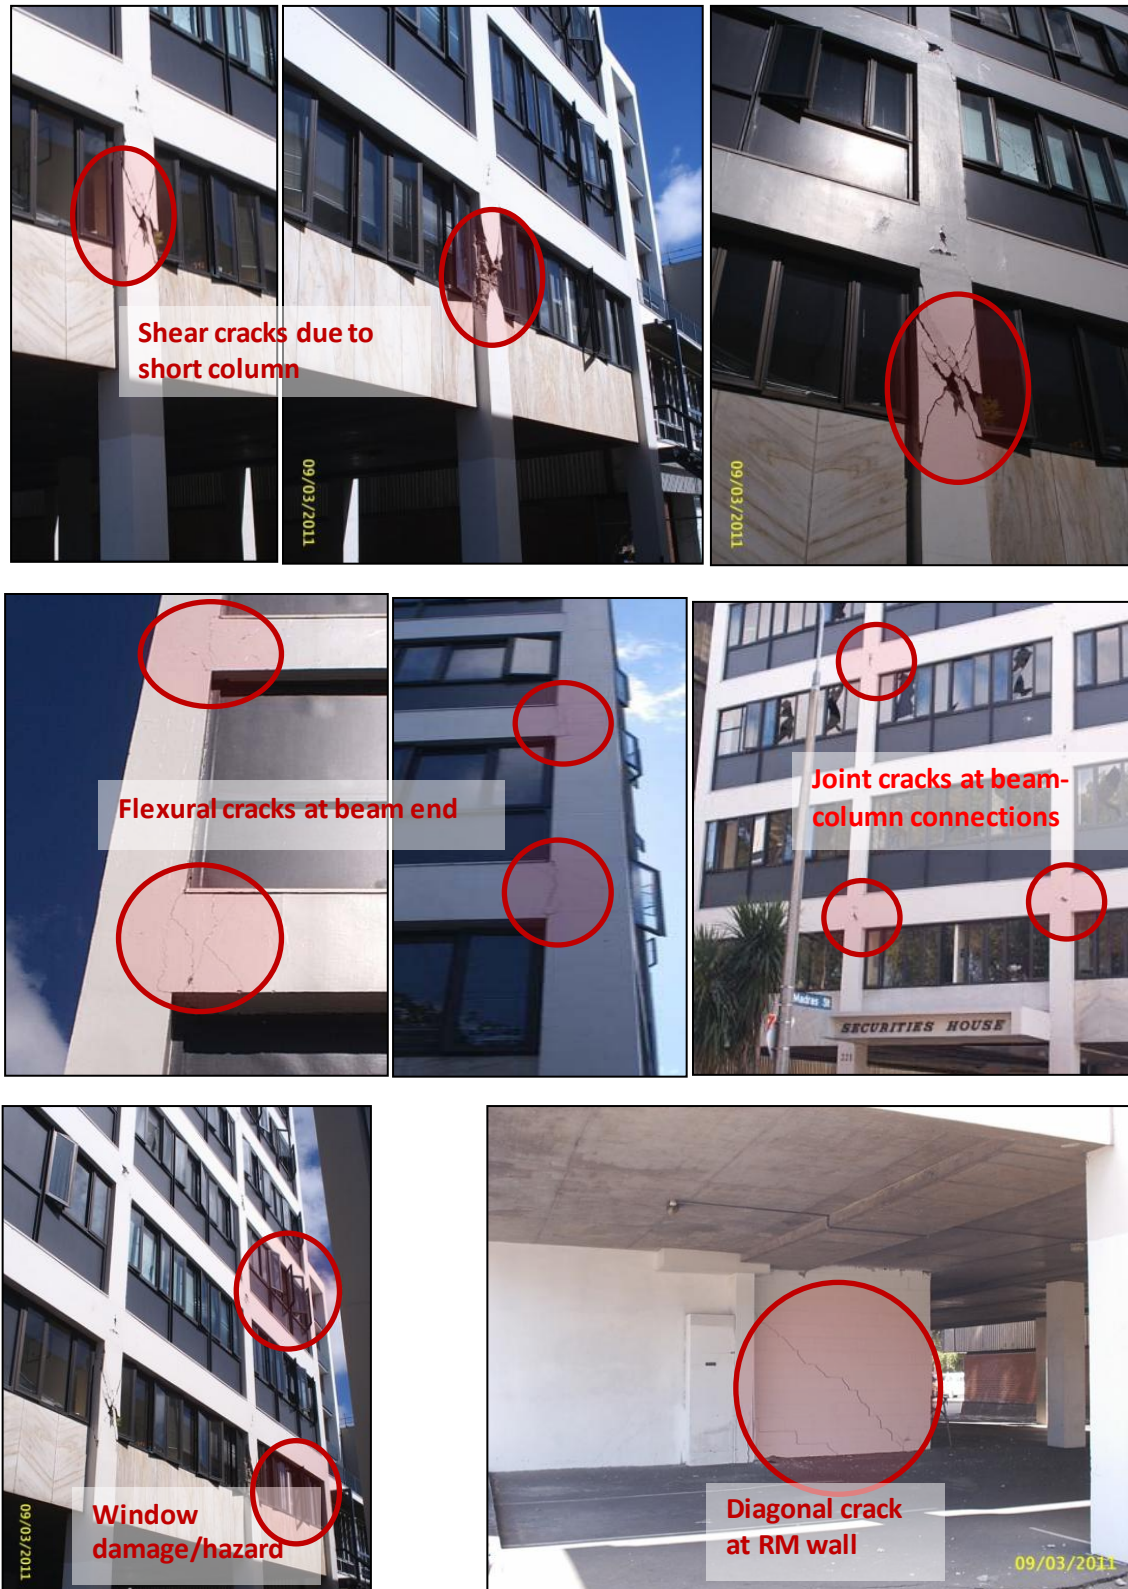 Shear cracks due to
short column
09/03/2011
09/03/2011
Flexural cracks at beam end
Joint cracks at beam-
column connections
Madras St
SECURITIES HOUSE
221
Window
damage/hazard
09/03/2011
Diagonal crack
at RM wall
09/03/2011